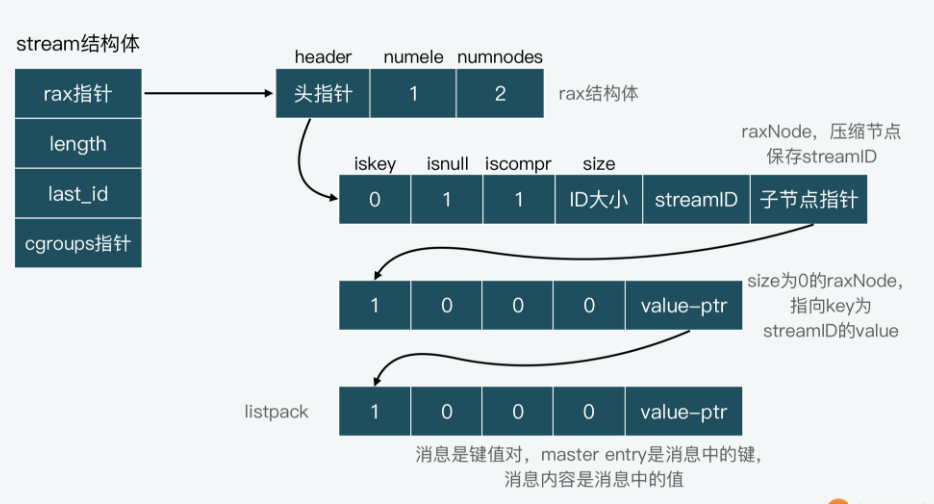 stream结构体
header numele numnodes
rax指针 头指针 1 2 rax结构体
length
last_id
cgroups指针
raxNode，压缩节点
保存streamID
iskey isnull iscompr size
0 1 1 ID大小 streamID 子节点指针
1 0 0 0 value-ptr
size为0的raxNode，
指向key为
streamID的value
listpack 1 0 0 0 value-ptr
消息是键值对，master entry是消息中的键，
消息内容是消息中的值